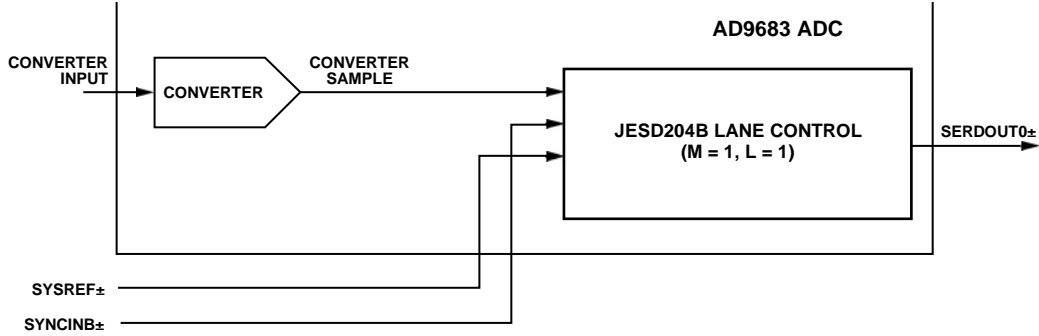 AD9683 ADC
CONVERTER
INPUT
CONVERTER
CONVERTER
SAMPLE
JESD204B LANE CONTROL
(M = 1, L = 1)
SERDOUT0±
SYSREF±
SYNCINB±